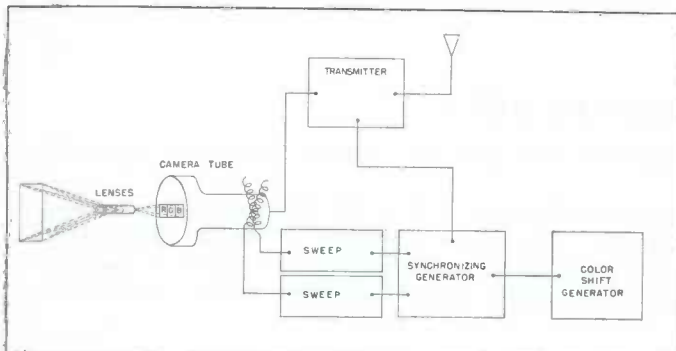 TRANSMITTER
CAMERA TUBE
LENSES
R G B
SWEEP
SWEEP
SYNCHRONIZING
GENERATOR
COLOR
SHIFT
GENERATOR